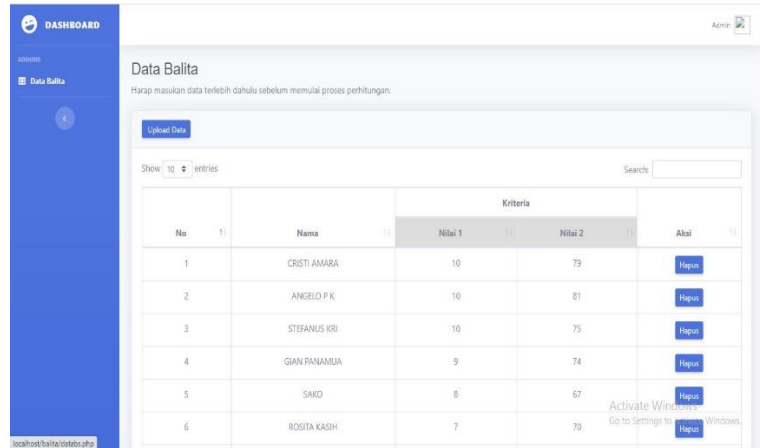 DASHBOARD
Admin
ADDONS
Data Balita
Data Balita
Harap masukan data terlebih dahulu sebelum memulai proses perhitungan.
Upload Data
Show 10 entries
Search:
Kriteria
No Nama Nilai 1 Nilai 2 Aksi
1 CRISTI AMARA 10 79 Hapus
2 ANGELO P K 10 81 Hapus
3 STEFANUS KRI 10 75 Hapus
4 GIAN PANAMUA 9 74 Hapus
5 SAKO 8 67 Hapus
Activate Windows
6 ROSITA KASIH 7 70 Hapus
Go to Settings to activate Windows.
localhost/balita/databs.php